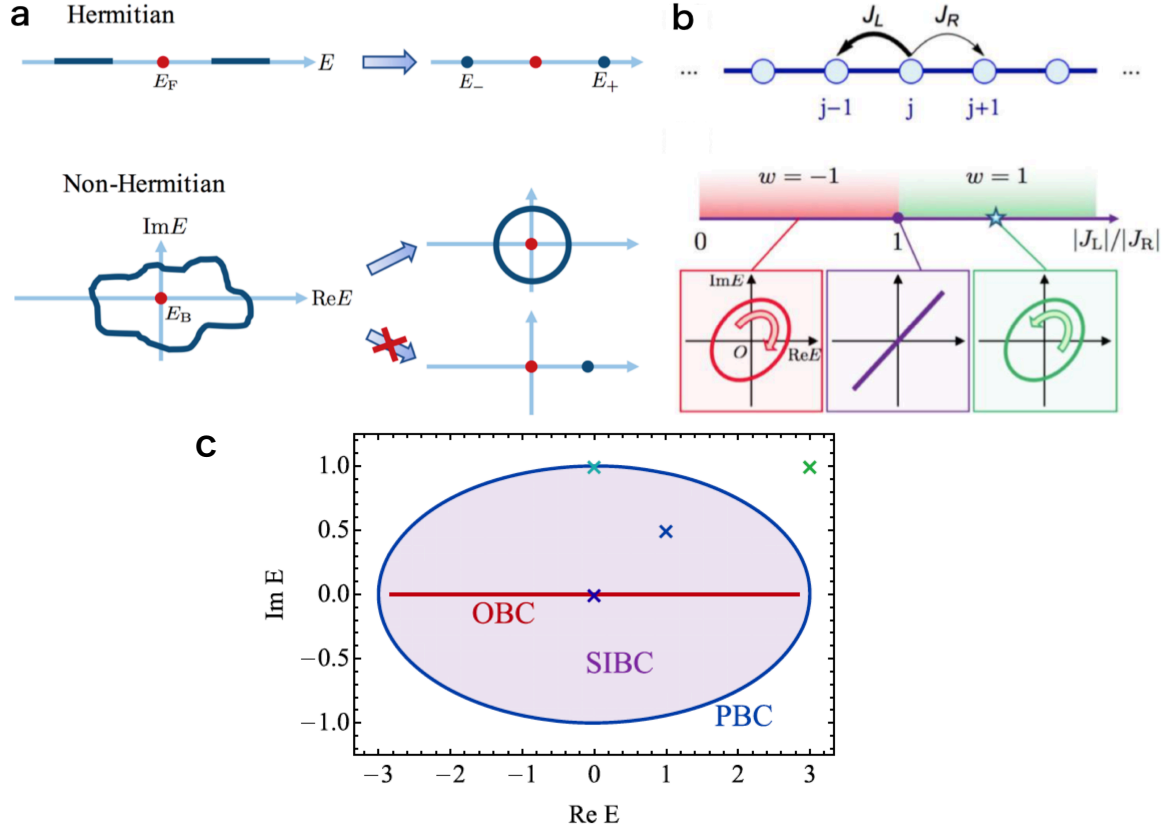 a
Hermitian
E
E_F
E_−
E_+
Non-Hermitian
ImE
ReE
E_B
b
J_L
J_R
...
...
j-1
j
j+1
w = −1
w = 1
0
1
|J_L|/|J_R|
ImE
O
ReE
c
1.0
0.5
0.0
−0.5
−1.0
Im E
OBC
SIBC
PBC
−3
−2
−1
0
1
2
3
Re E